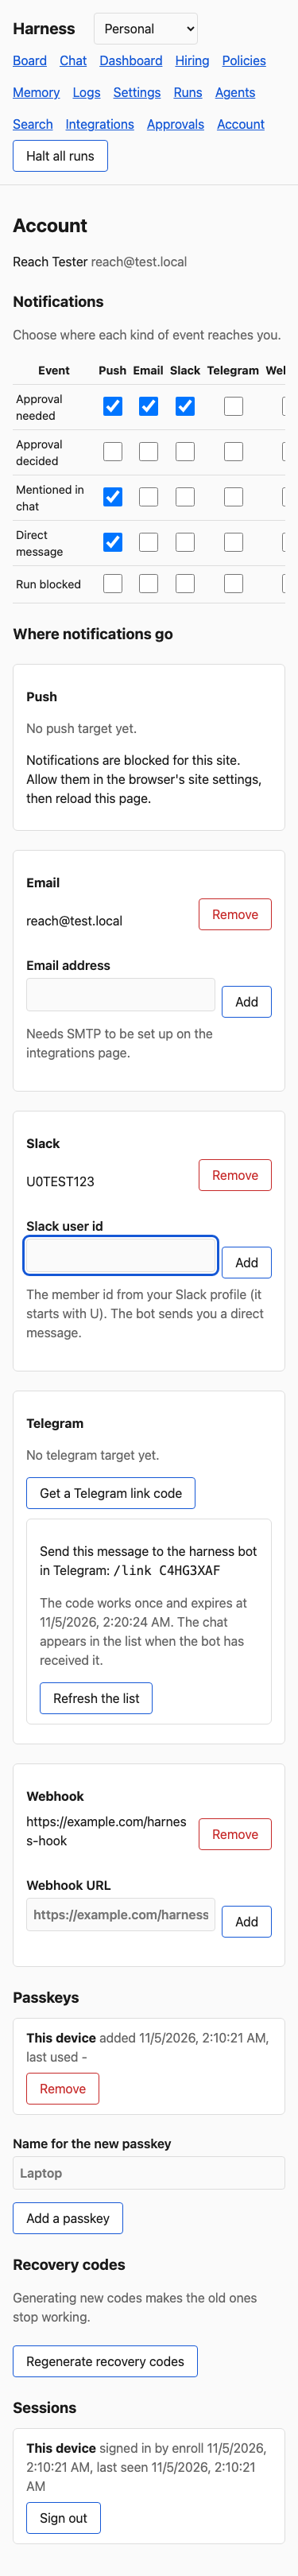 Harness Personal
Board Chat Dashboard Hiring Policies
Memory Logs Settings Runs Agents
Search Integrations Approvals Account
Halt all runs
Account
Reach Tester reach@test.local
Notifications
Choose where each kind of event reaches you.
Event Push Email Slack Telegram
Approval
needed
Approval
decided
Mentioned in
chat
Direct
message
Run blocked
Where notifications go
Push
No push target yet.
Notifications are blocked for this site.
Allow them in the browser's site settings,
then reload this page.
Email
reach@test.local
Remove
Email address
Add
Needs SMTP to be set up on the
integrations page.
Slack
U0TEST123
Remove
Slack user id
Add
The member id from your Slack profile (it
starts with U). The bot sends you a direct
message.
Telegram
No telegram target yet.
Get a Telegram link code
Send this message to the harness bot
in Telegram: /link C4HG3XAF
The code works once and expires at
11/5/2026, 2:20:24 AM. The chat
appears in the list when the bot has
received it.
Refresh the list
Webhook
https://example.com/harnes
s-hook
Remove
Webhook URL
https://example.com/harness
Add
Passkeys
This device added 11/5/2026, 2:10:21 AM,
last used -
Remove
Name for the new passkey
Laptop
Add a passkey
Recovery codes
Generating new codes makes the old ones
stop working.
Regenerate recovery codes
Sessions
This device signed in by enroll 11/5/2026,
2:10:21 AM, last seen 11/5/2026, 2:10:21
AM
Sign out